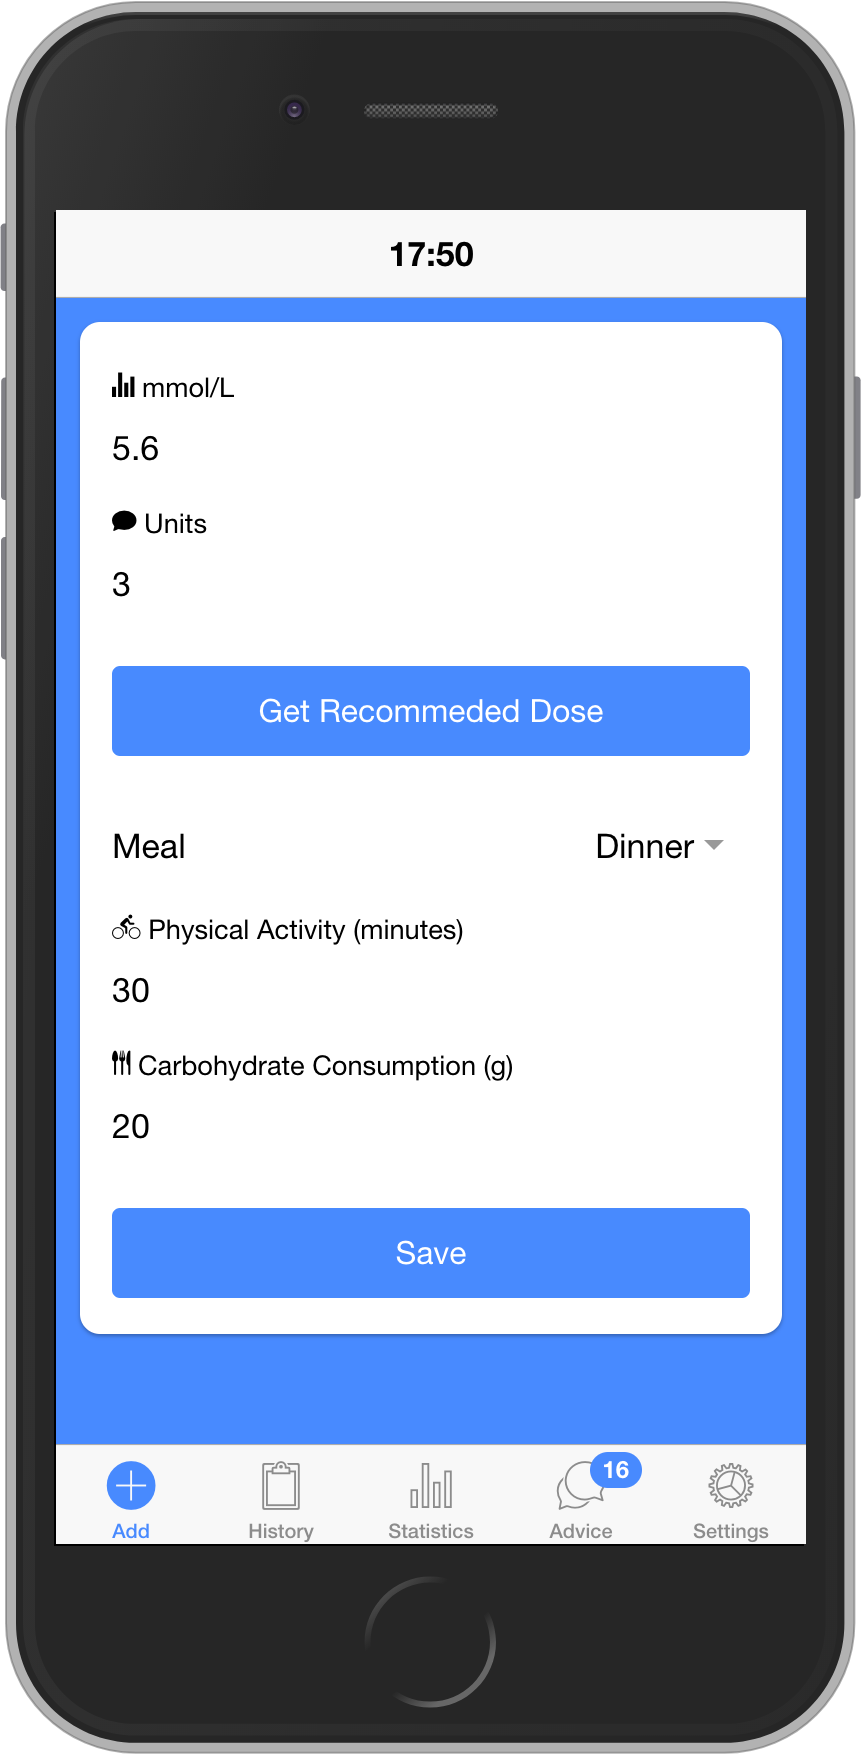 17:50
mmol/L
5.6
Units
3
Get Recommeded Dose
Meal Dinner
Physical Activity (minutes)
30
Carbohydrate Consumption (g)
20
Save
16
Add History Statistics Advice Settings